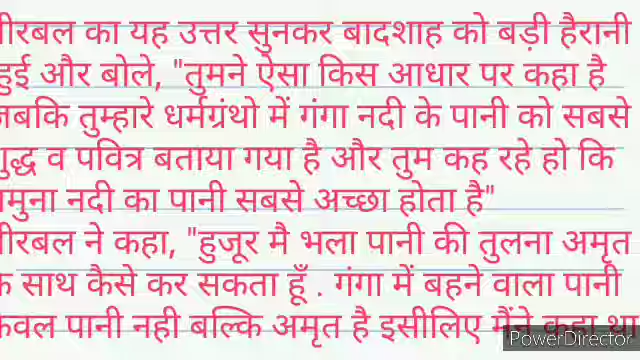 ीरबल का यह उत्तर सुनकर बादशाह को बड़ी हैरानी
हुई और बोले, "तुमने ऐसा किस आधार पर कहा है
जबकि तुम्हारे धर्मग्रंथो में गंगा नदी के पानी को सबसे
शुद्ध व पवित्र बताया गया है और तुम कह रहे हो कि
यमुना नदी का पानी सबसे अच्छा होता है"
ीरबल ने कहा, "हुजूर मै भला पानी की तुलना अमृत
के साथ कैसे कर सकता हूँ . गंगा में बहने वाला पानी
केवल पानी नही बल्कि अमृत है इसीलिए मैंने कहा था
PowerDirector